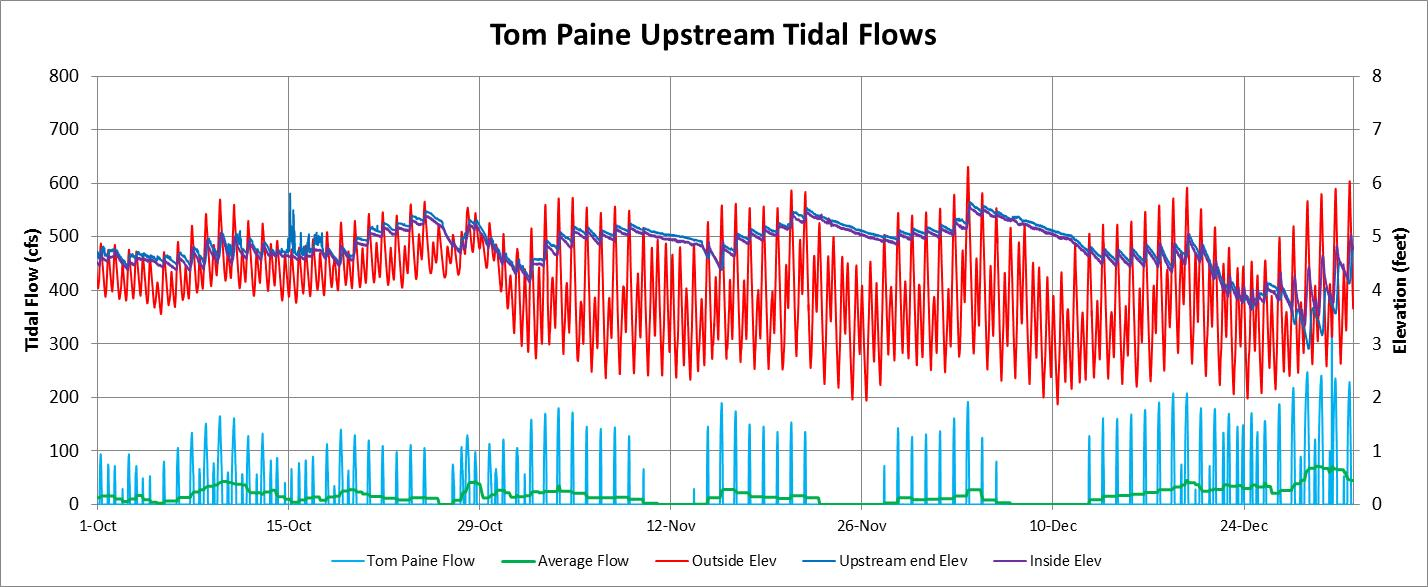 Tom Paine Upstream Tidal Flows
800 8
700 7
600 6
500 5
400 4
300 3
200 2
100 1
0 0
Tidal Flow (cfs)
Elevation (feet)
1-Oct 15-Oct 29-Oct 12-Nov 26-Nov 10-Dec 24-Dec
Tom Paine Flow Average Flow Outside Elev Upstream end Elev Inside Elev